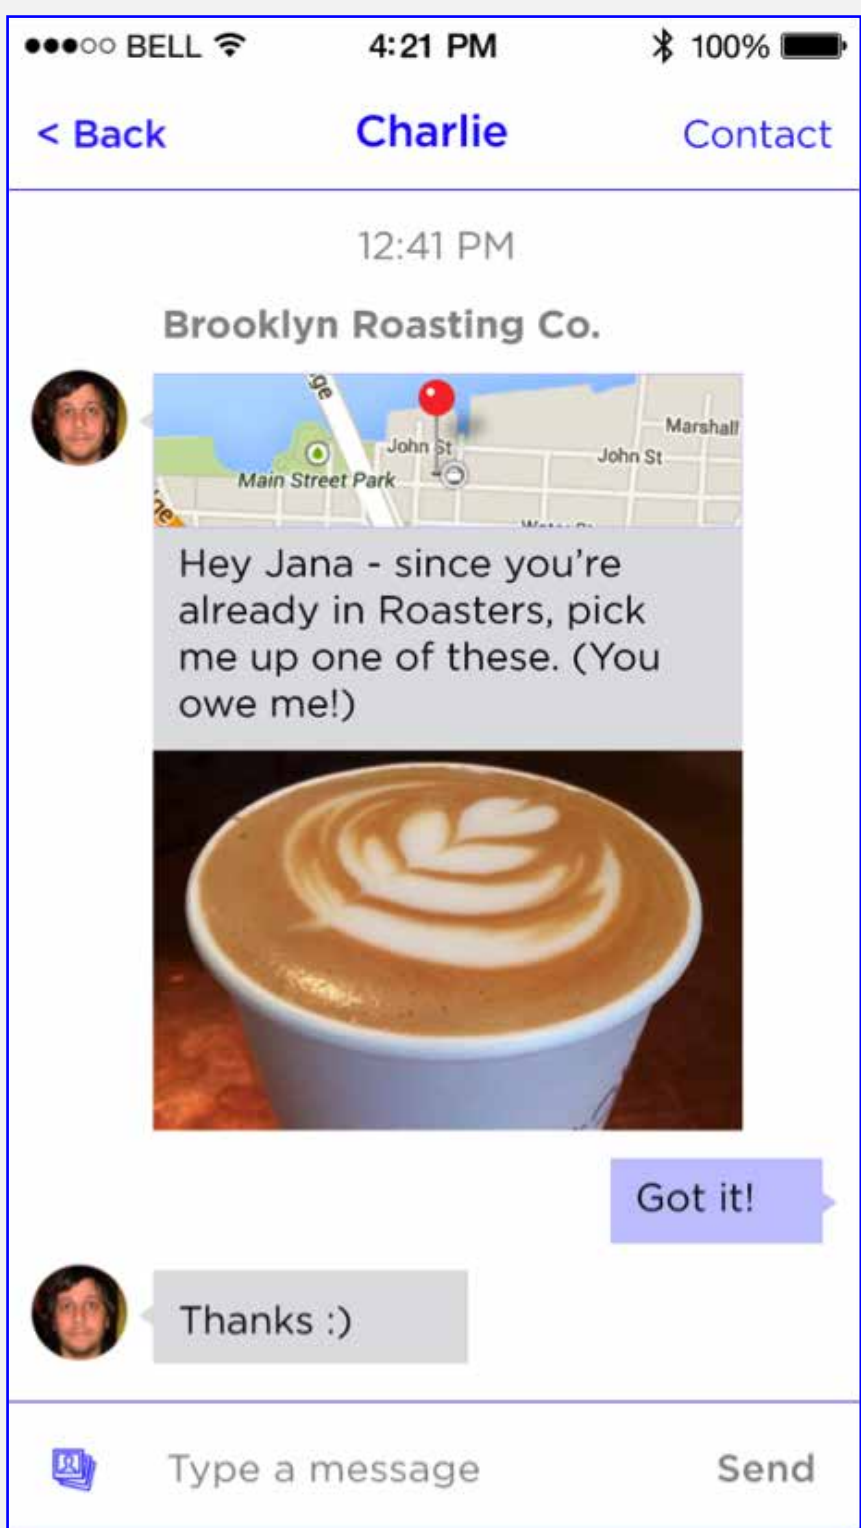 BELL 4:21 PM 100%
< Back Charlie Contact
12:41 PM
Brooklyn Roasting Co.
Marshall
John St John St
Main Street Park
Hey Jana - since you’re
already in Roasters, pick
me up one of these. (You
owe me!)
Got it!
Thanks :)
Type a message Send